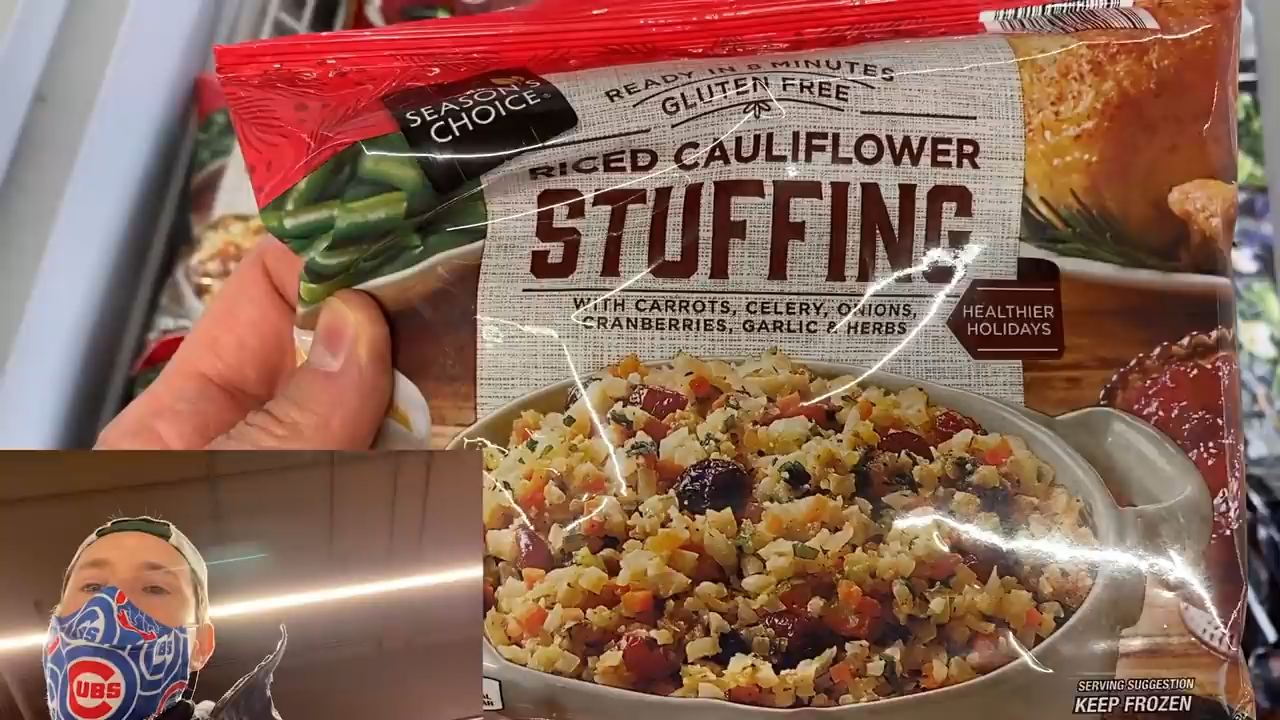 SEASON'S
CHOICE®
READY IN 8 MINUTES
GLUTEN FREE
RICED CAULIFLOWER
STUFFING
WITH CARROTS, CELERY, ONIONS,
CRANBERRIES, GARLIC & HERBS
HEALTHIER
HOLIDAYS
CUBS
SERVING SUGGESTION
KEEP FROZEN